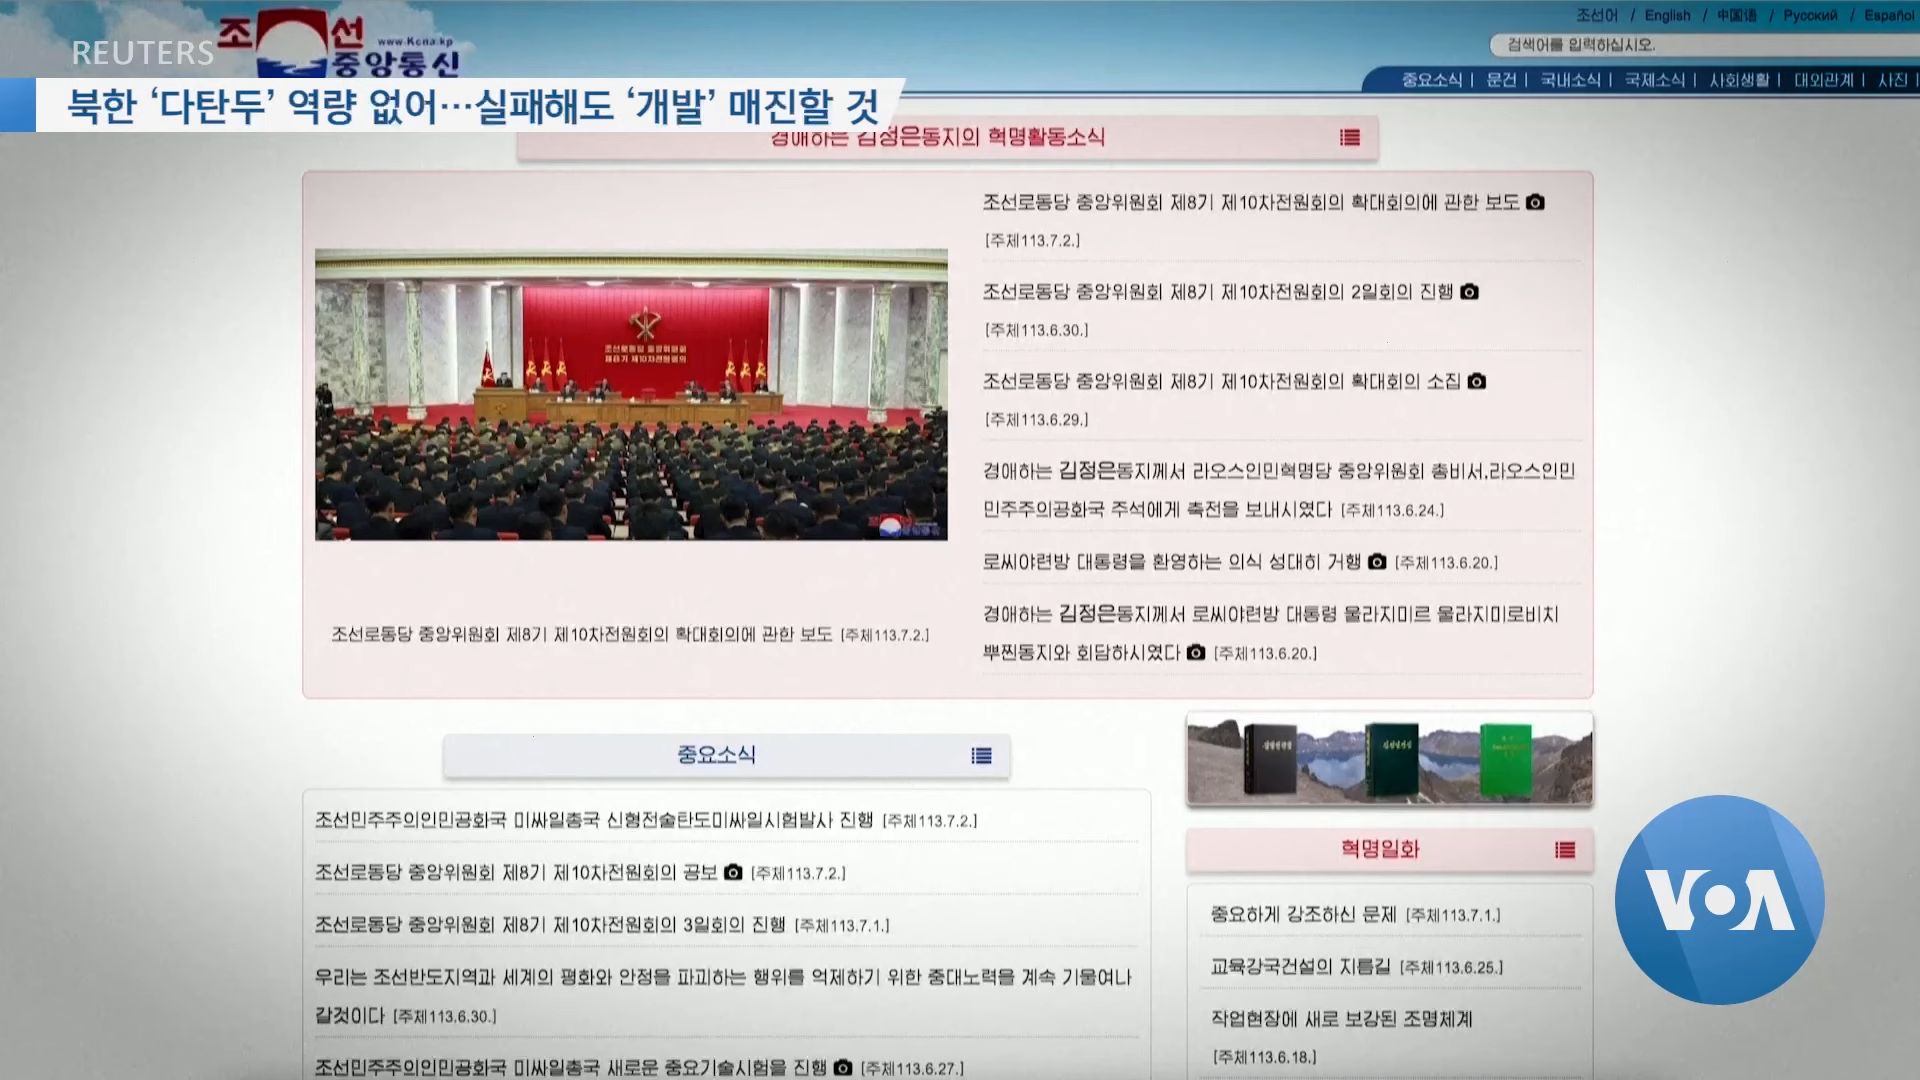 조선어 / English / 中国语 / Русский / Español
조선
www.Kcna.kp
중앙통신
REUTERS
검색어를 입력하십시오.
중요소식 | 문건 | 국내소식 | 국제소식 | 사회생활 | 대외관계 | 사진 |
북한 ‘다탄두’ 역량 없어…실패해도 ‘개발’ 매진할 것
경애하는 김정은동지의 혁명활동소식
조선로동당 중앙위원회
제8기 제10차전원회의
조선로동당 중앙위원회 제8기 제10차전원회의 확대회의에 관한 보도 [주체113.7.2.]
조선로동당 중앙위원회 제8기 제10차전원회의 확대회의에 관한 보도
[주체113.7.2.]
조선로동당 중앙위원회 제8기 제10차전원회의 2일회의 진행
[주체113.6.30.]
조선로동당 중앙위원회 제8기 제10차전원회의 확대회의 소집
[주체113.6.29.]
경애하는 김정은동지께서 라오스인민혁명당 중앙위원회 총비서,라오스인민
민주주의공화국 주석에게 축전을 보내시였다 [주체113.6.24.]
로씨야련방 대통령을 환영하는 의식 성대히 거행 [주체113.6.20.]
경애하는 김정은동지께서 로씨야련방 대통령 울라지미르 울라지미로비치
뿌찐동지와 회담하시였다 [주체113.6.20.]
중요소식
조선민주주의인민공화국 미싸일총국 신형전술탄도미싸일시험발사 진행 [주체113.7.2.]
조선로동당 중앙위원회 제8기 제10차전원회의 공보 [주체113.7.2.]
조선로동당 중앙위원회 제8기 제10차전원회의 3일회의 진행 [주체113.7.1.]
우리는 조선반도지역과 세계의 평화와 안정을 파괴하는 행위를 억제하기 위한 중대노력을 계속 기울여나
갈것이다 [주체113.6.30.]
조선민주주의인민공화국 미싸일총국 새로운 중요기술시험을 진행 [주체113.6.27.]
혁명일화
중요하게 강조하신 문제 [주체113.7.1.]
교육강국건설의 지름길 [주체113.6.25.]
작업현장에 새로 보강된 조명체계
[주체113.6.18.]
VOA